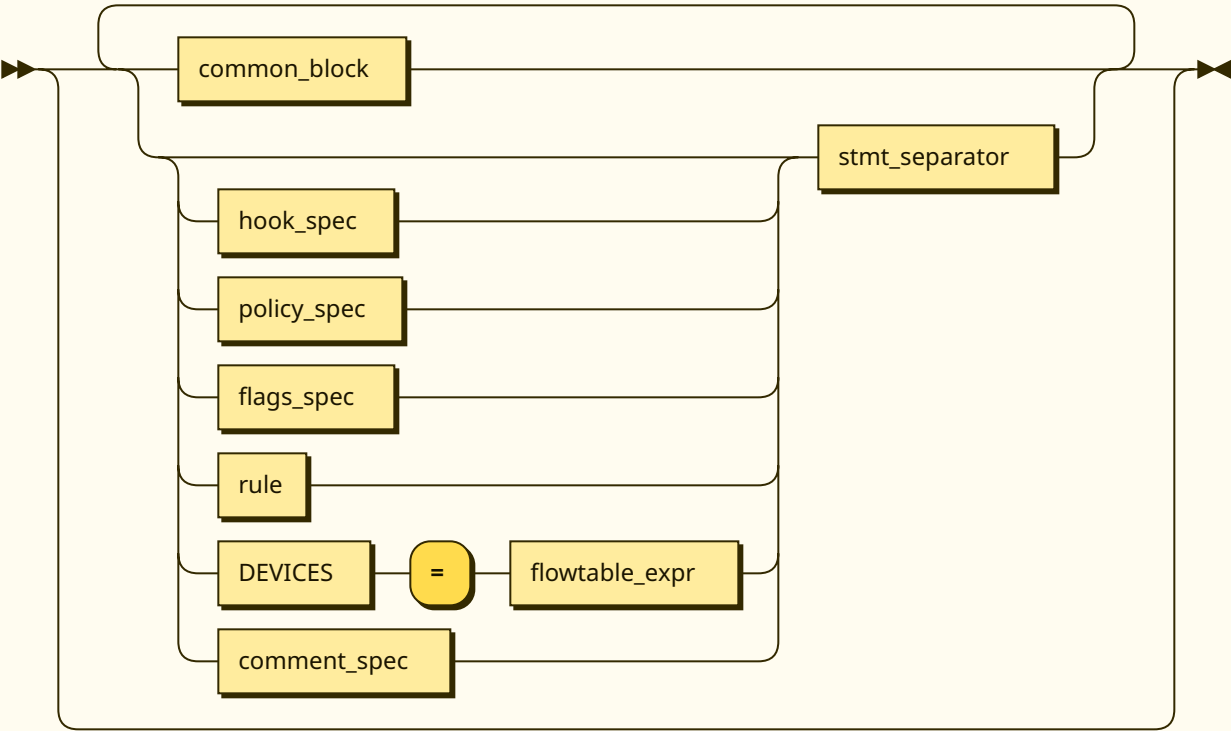 common_block
stmt_separator
hook_spec
policy_spec
flags_spec
rule
DEVICES = flowtable_expr
comment_spec